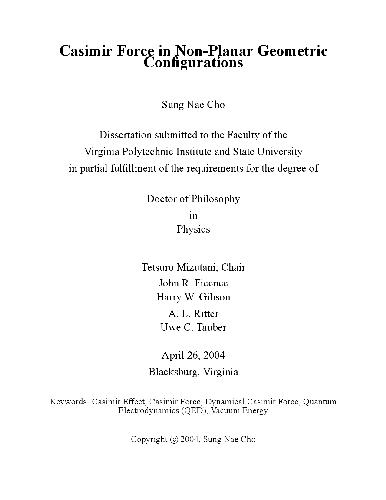 Casimir Force in Non-Planar Geometric
Configurations
Sung Nae Cho
Dissertation submitted to the Faculty of the
Virginia Polytechnic Institute and State University
in partial fulfillment of the requirements for the degree of
Doctor of Philosophy
in
Physics
Tetsuro Mizutani, Chair
John R. Ficenec
Harry W. Gibson
A. L. Ritter
Uwe C. Tauber
April 26, 2004
Blacksburg, Virginia
Keywords: Casimir Effect, Casimir Force, Dynamical Casimir Force, Quantum
Electrodynamics (QED), Vacuum Energy
Copyright (c) 2004, Sung Nae Cho